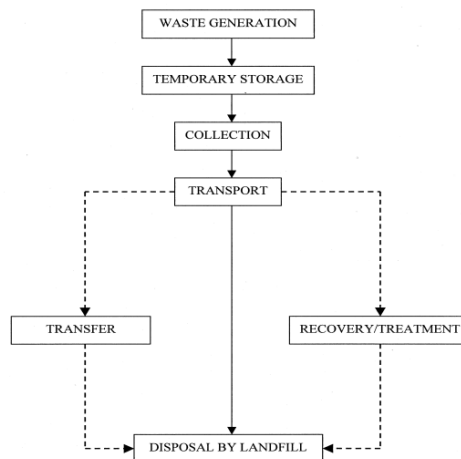 WASTE GENERATION
TEMPORARY STORAGE
COLLECTION
TRANSPORT
TRANSFER
RECOVERY/TREATMENT
DISPOSAL BY LANDFILL